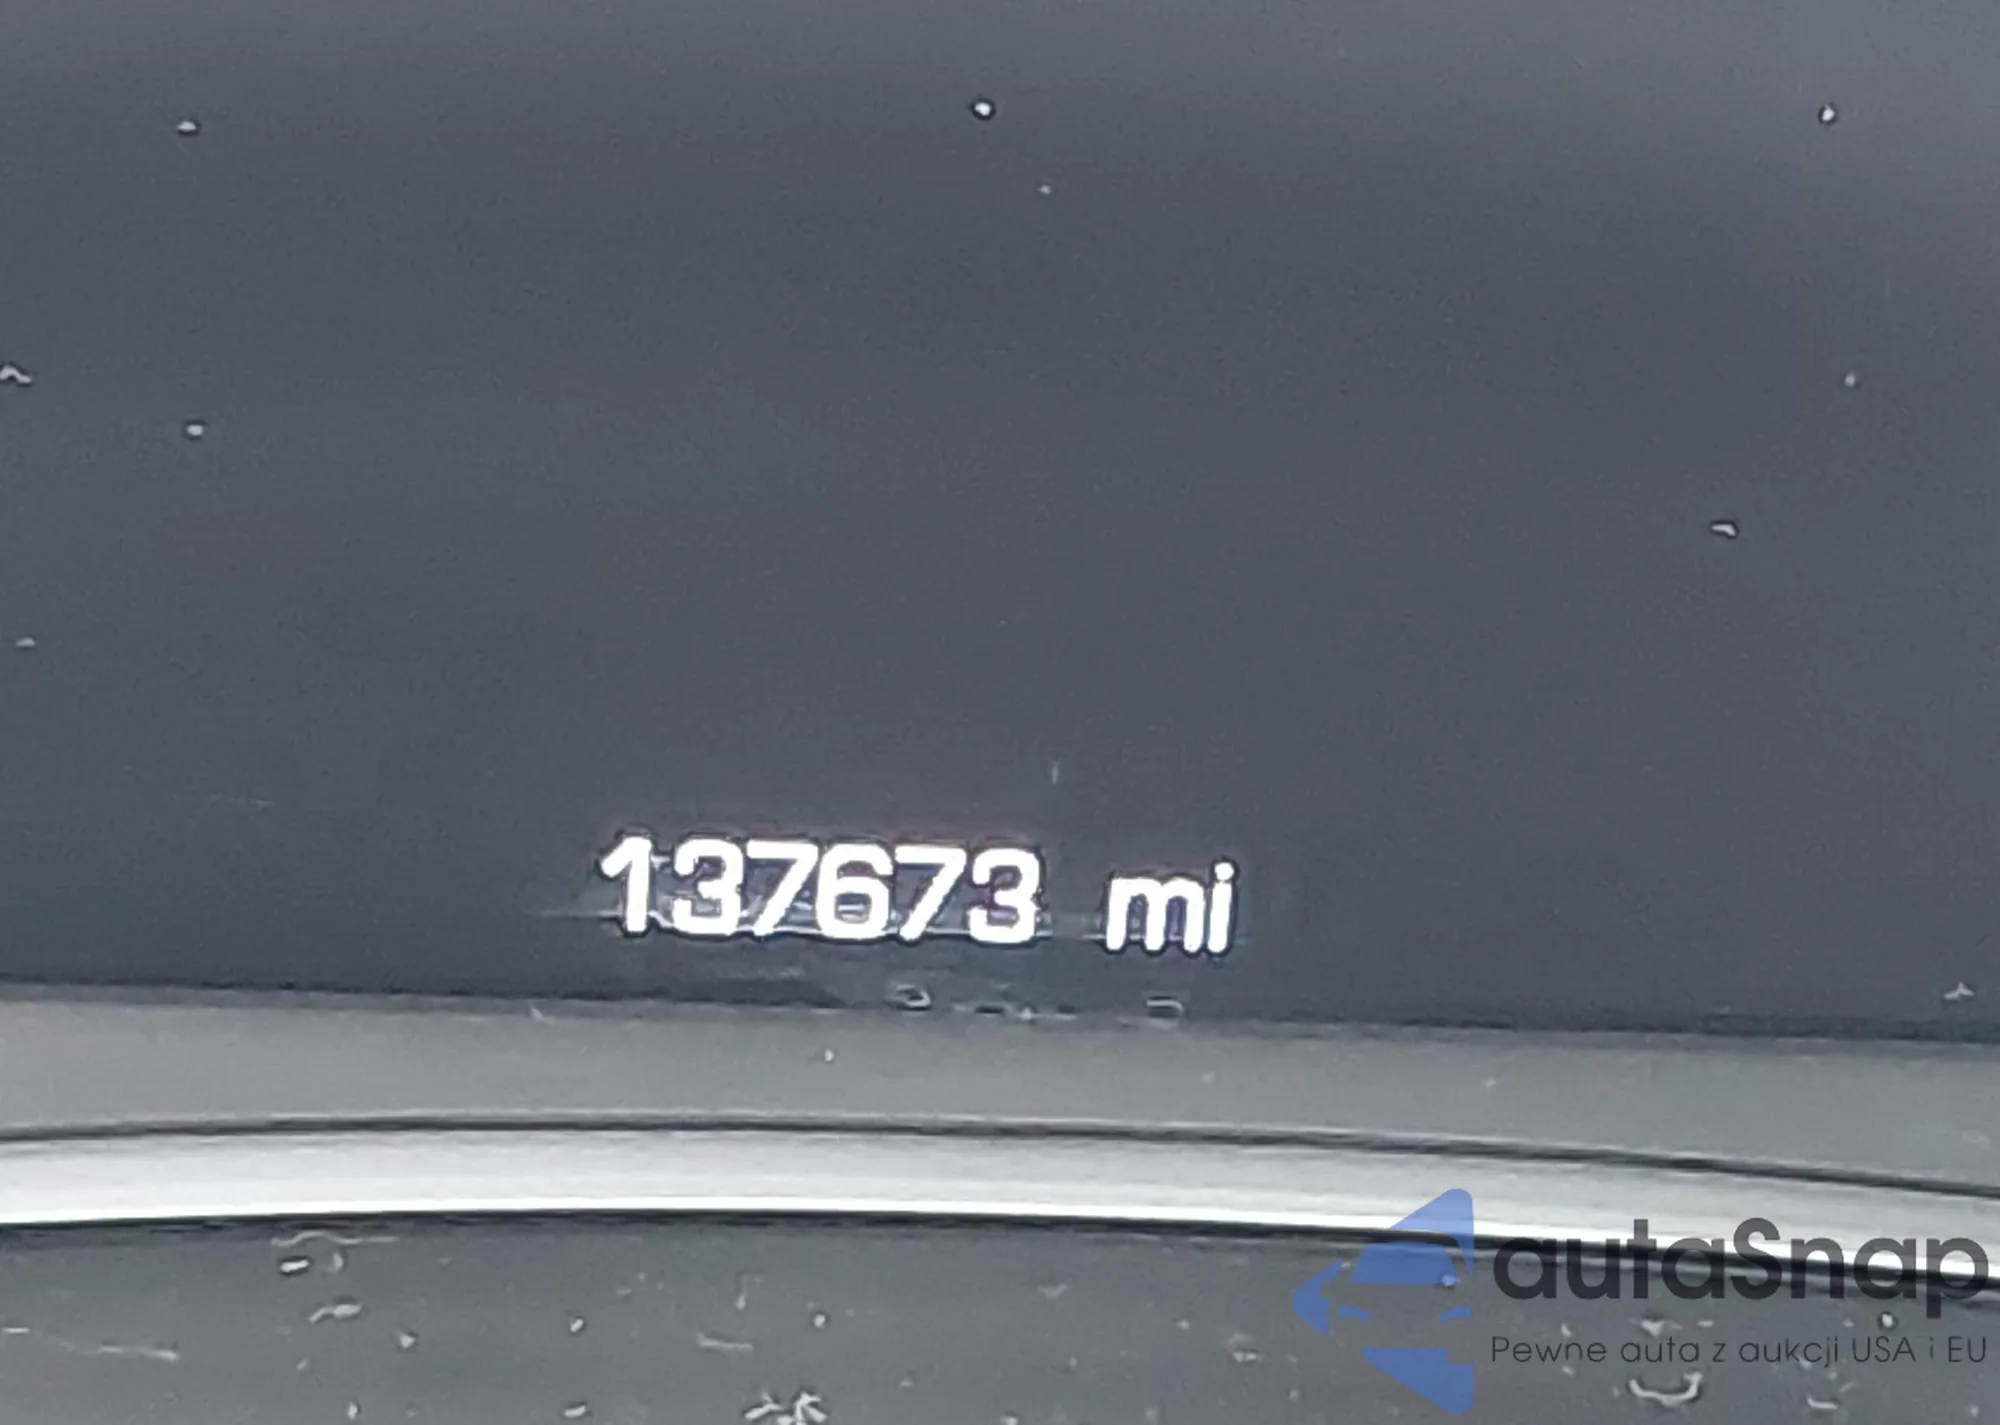 137673 mi
autaSnap
Pewne auta z aukcji USA i EU